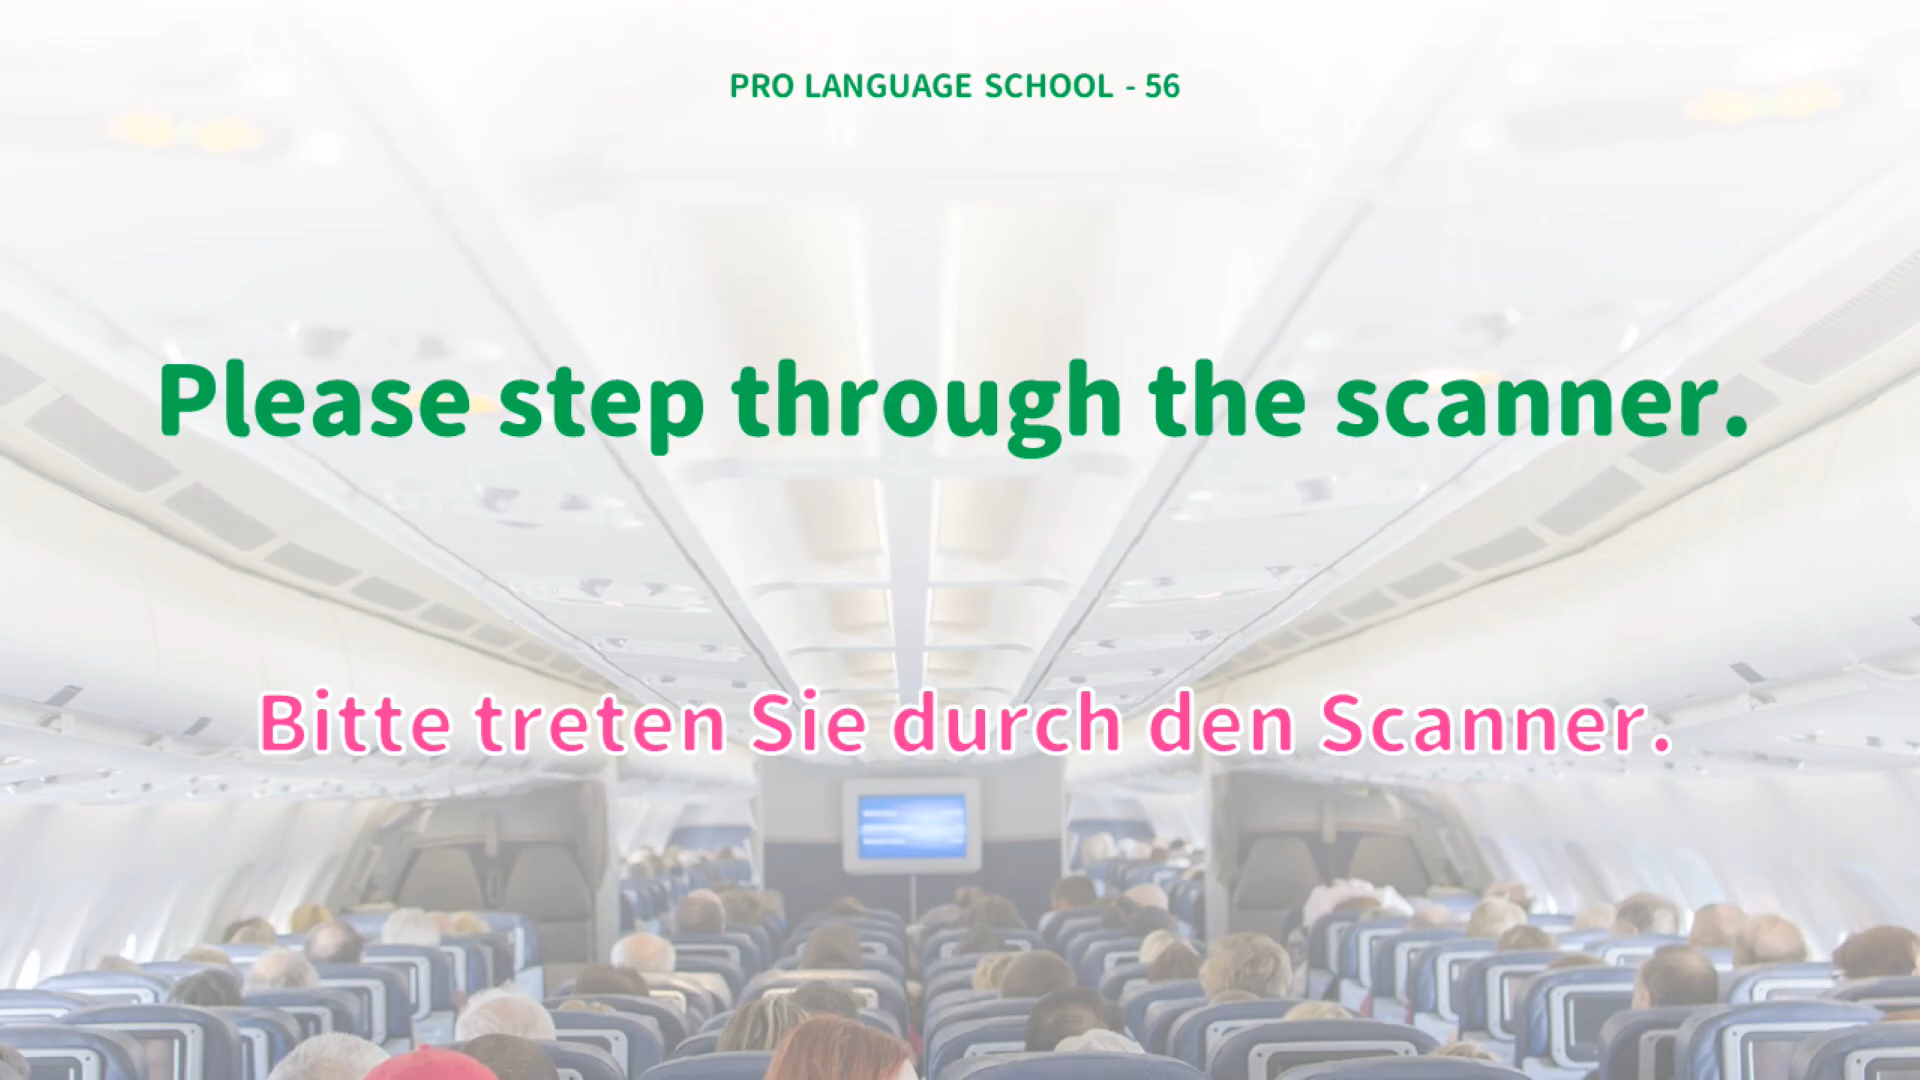 PRO LANGUAGE SCHOOL - 56
Please step through the scanner.
Bitte treten Sie durch den Scanner.